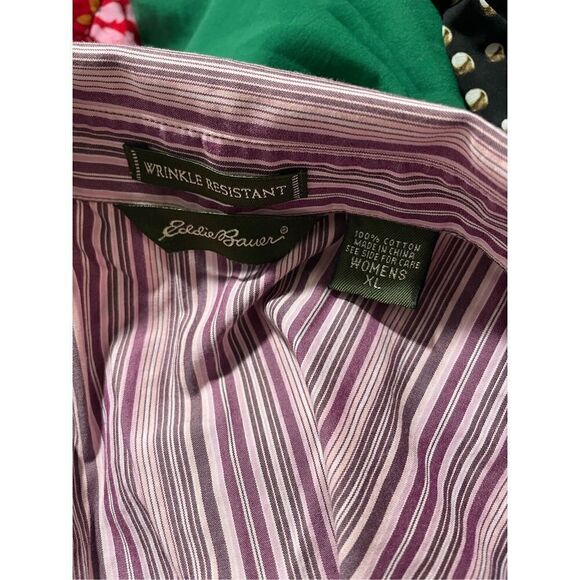 WRINKLE RESISTANT
Eddie Bauer®
100% COTTON
MADE IN CHINA
SEE SIDE FOR CARE
WOMENS
XL